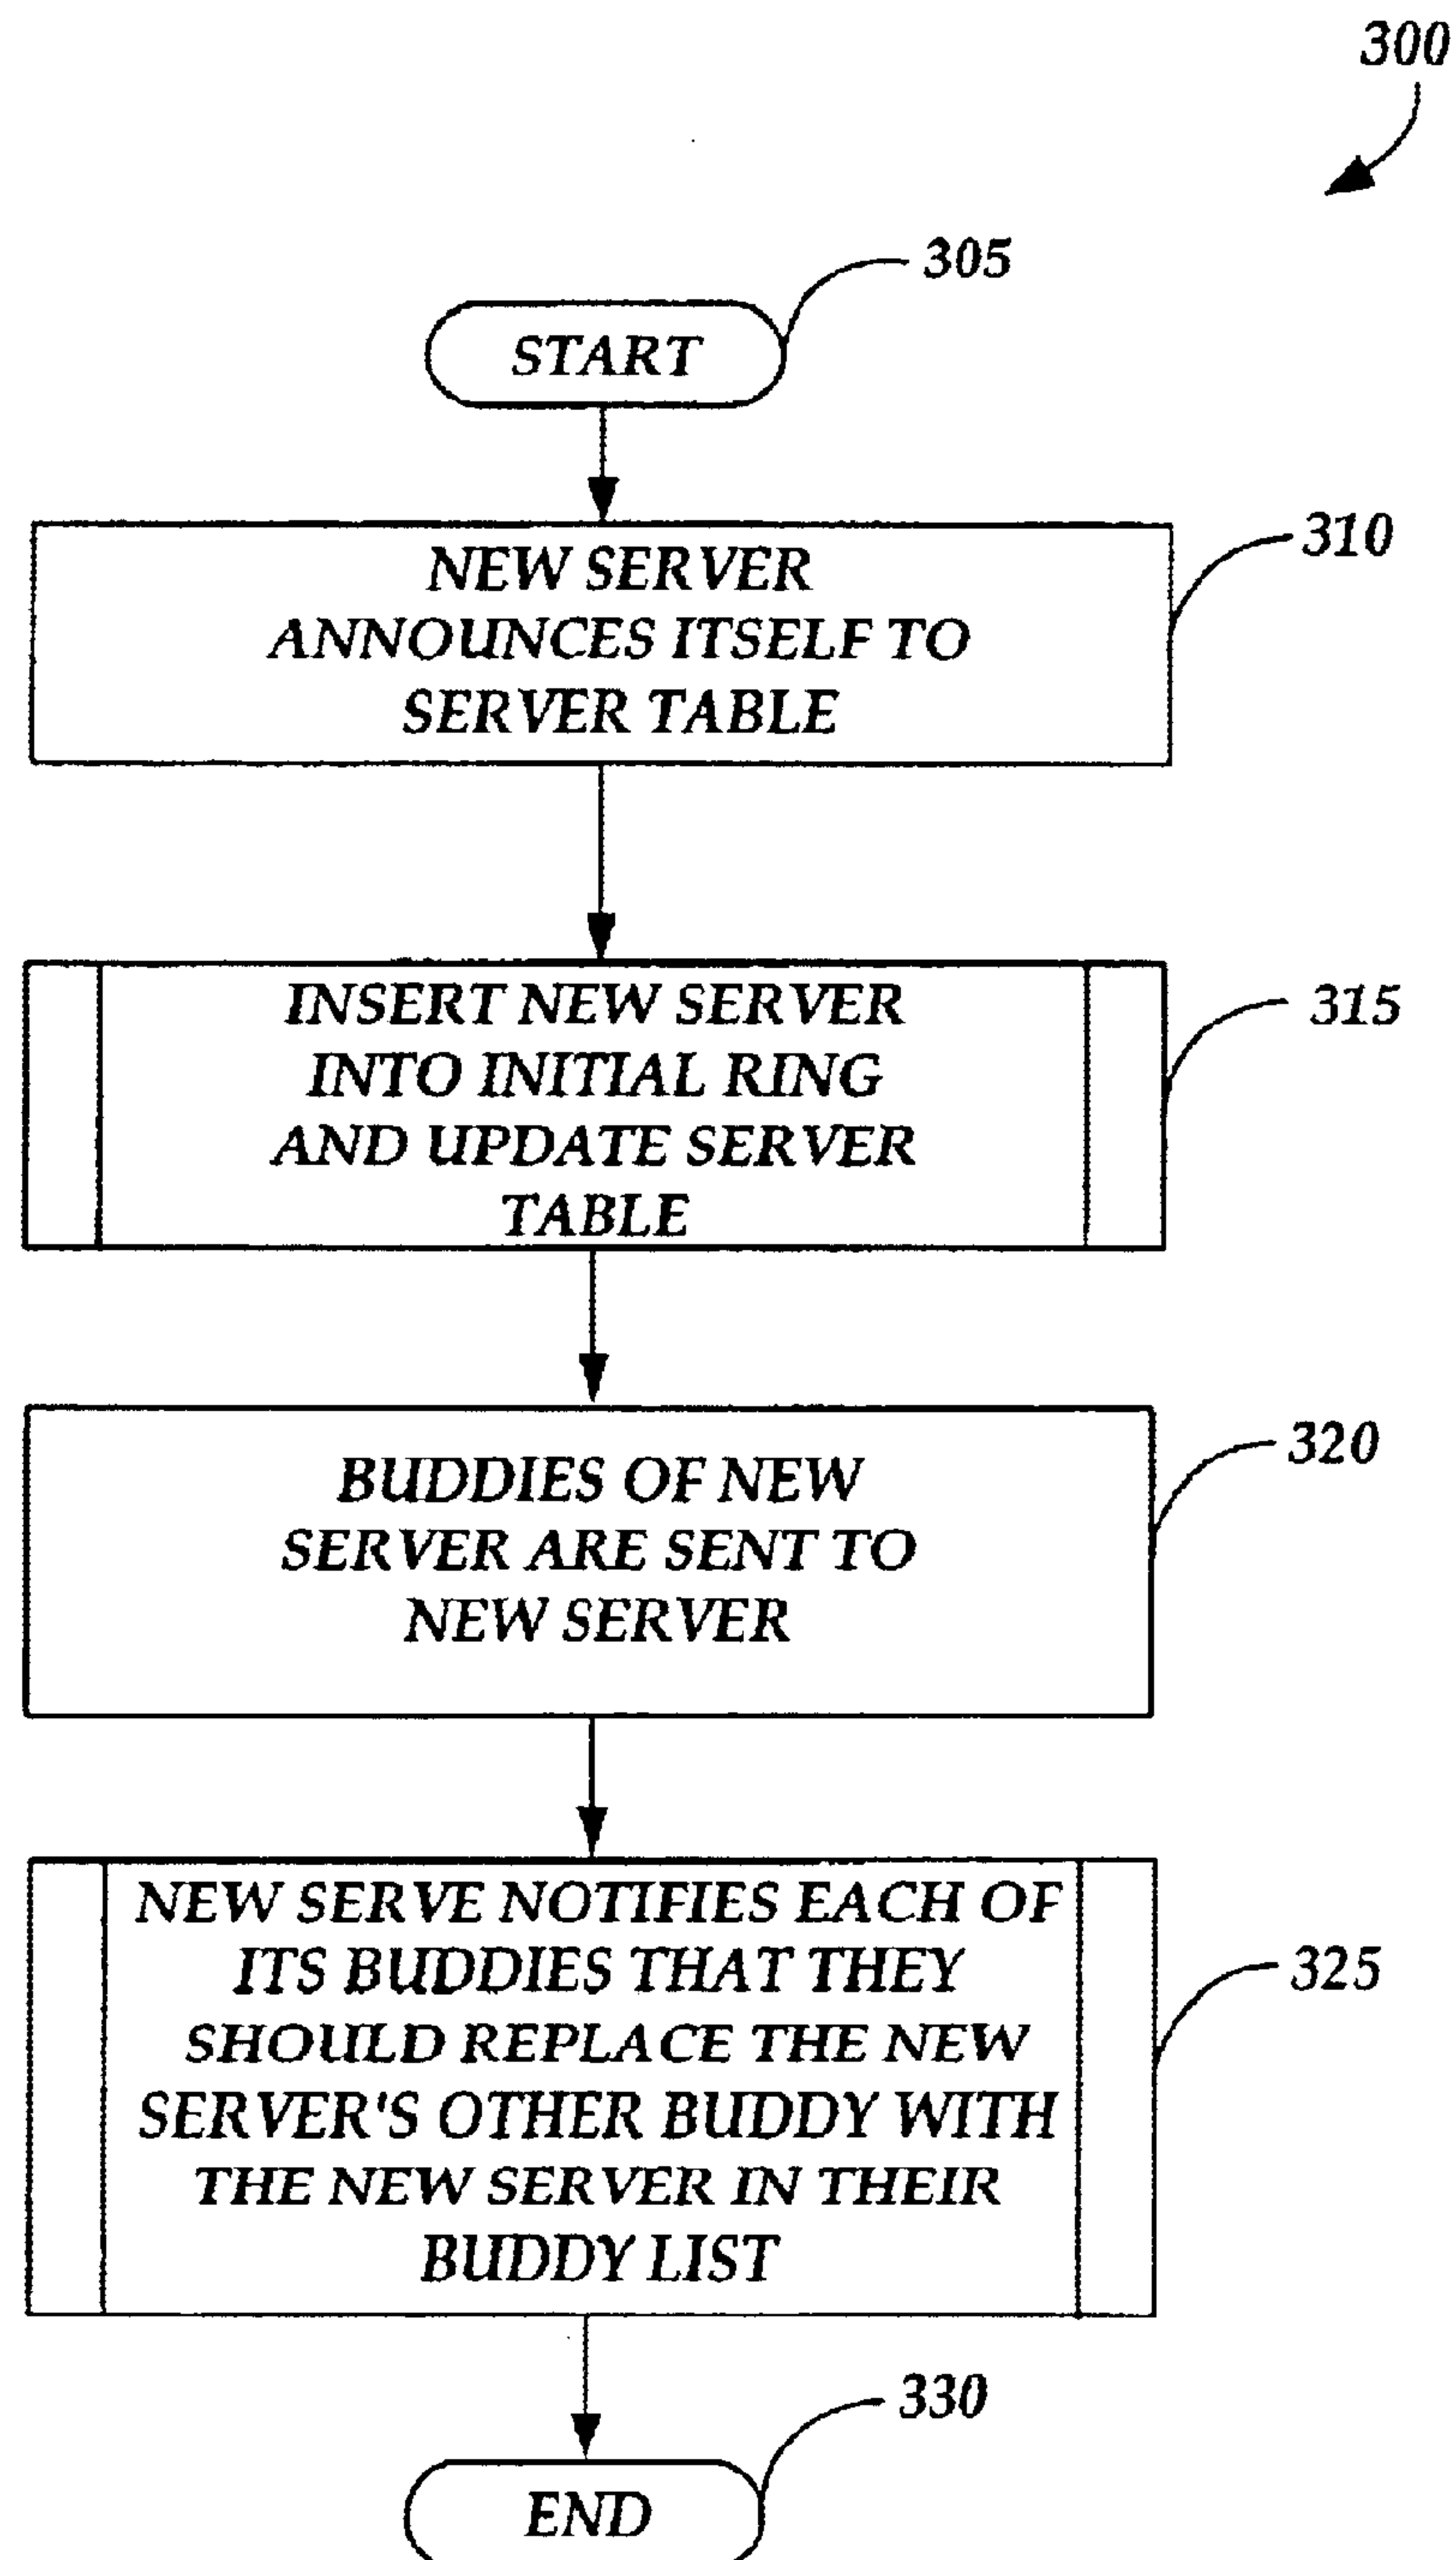 300
305
START
310
NEW SERVER
ANNOUNCES ITSELF TO
SERVER TABLE
315
INSERT NEW SERVER
INTO INITIAL RING
AND UPDATE SERVER
TABLE
320
BUDDIES OF NEW
SERVER ARE SENT TO
NEW SERVER
325
NEW SERVE NOTIFIES EACH OF
ITS BUDDIES THAT THEY
SHOULD REPLACE THE NEW
SERVER'S OTHER BUDDY WITH
THE NEW SERVER IN THEIR
BUDDY LIST
330
END